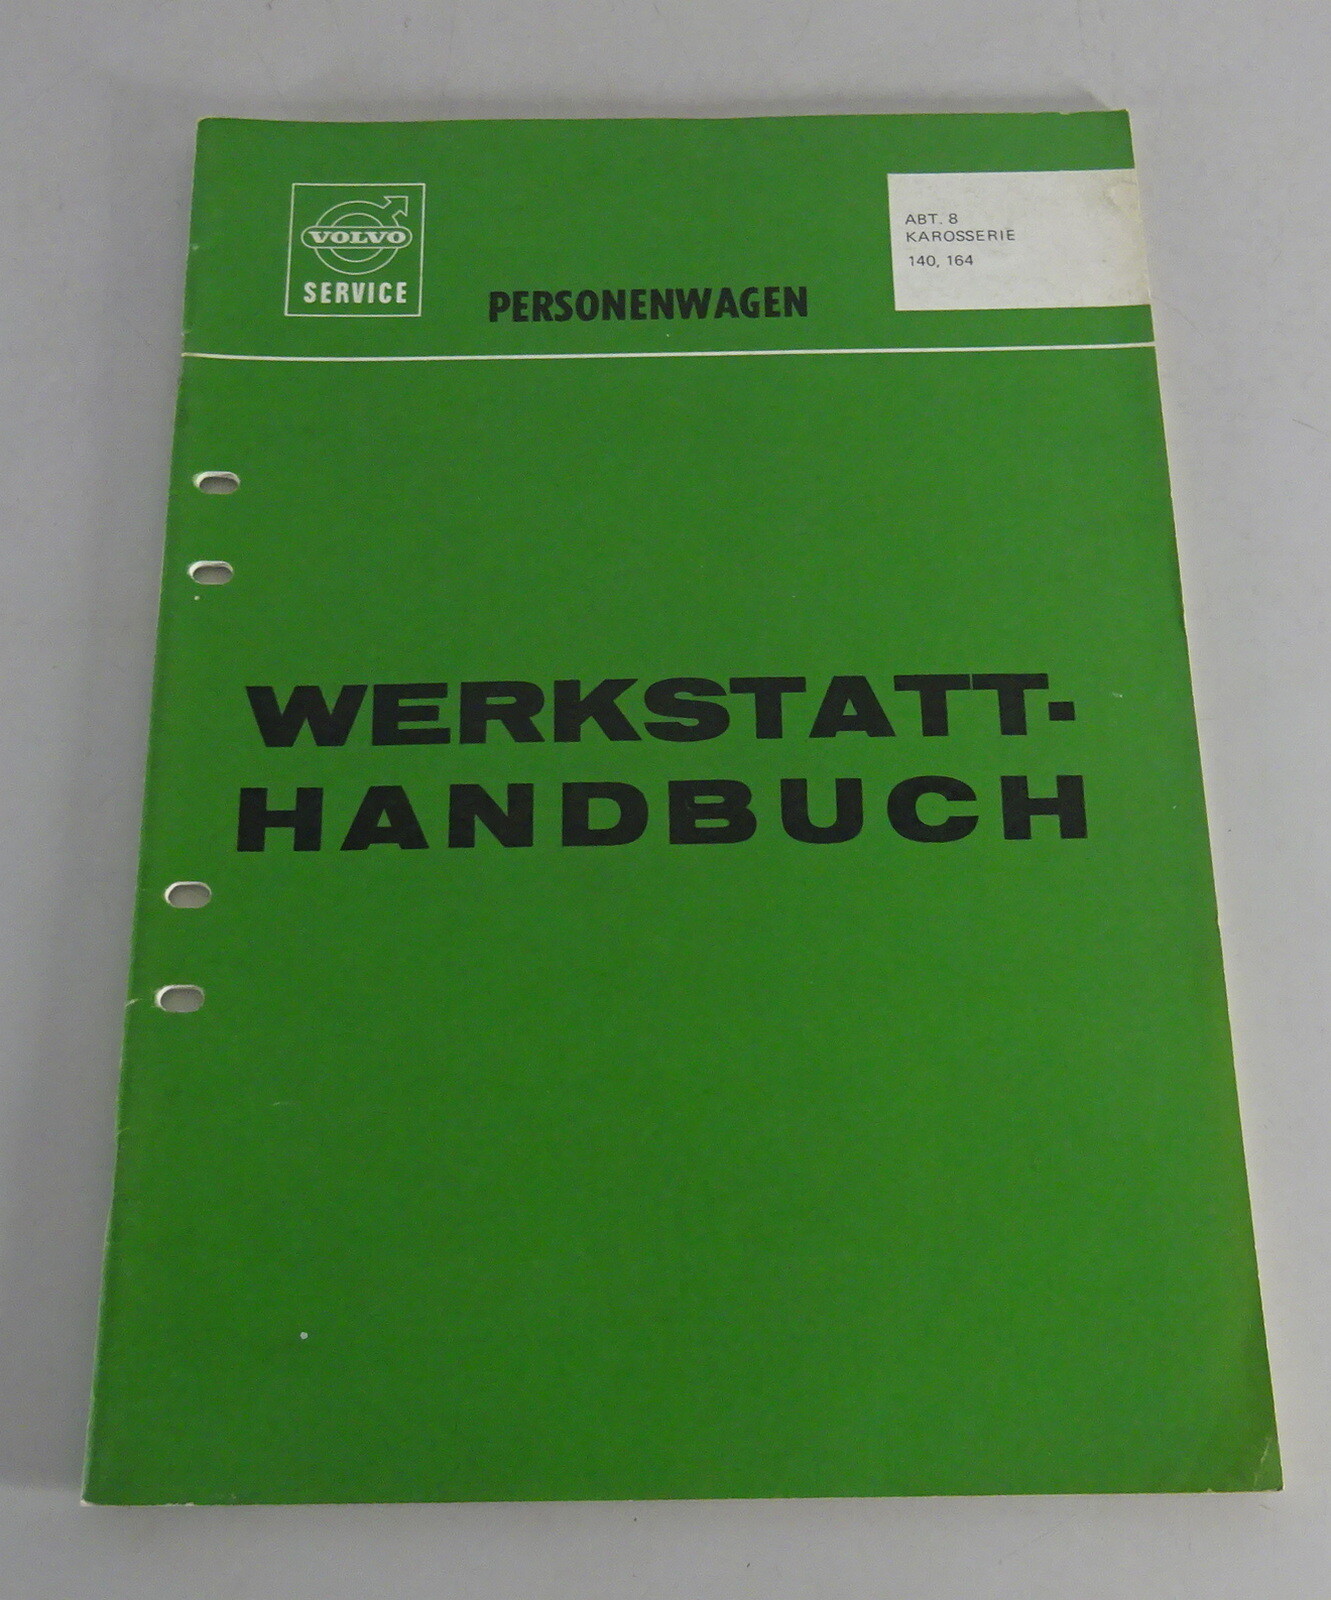 VOLVO
SERVICE
PERSONENWAGEN
ABT. 8
KAROSSERIE
140, 164
WERKSTATT-
HANDBUCH